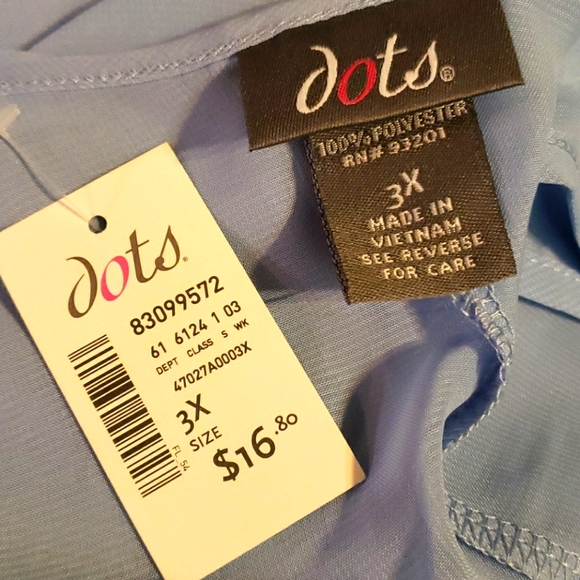 dots®
100% POLYESTER
RN# 93201
3X
MADE IN
VIETNAM
SEE REVERSE
FOR CARE
dots®
83099572
61 6124 1 03
DEPT CLASS S WK
47027A0003X
3X
SIZE
$16.80
FL_54